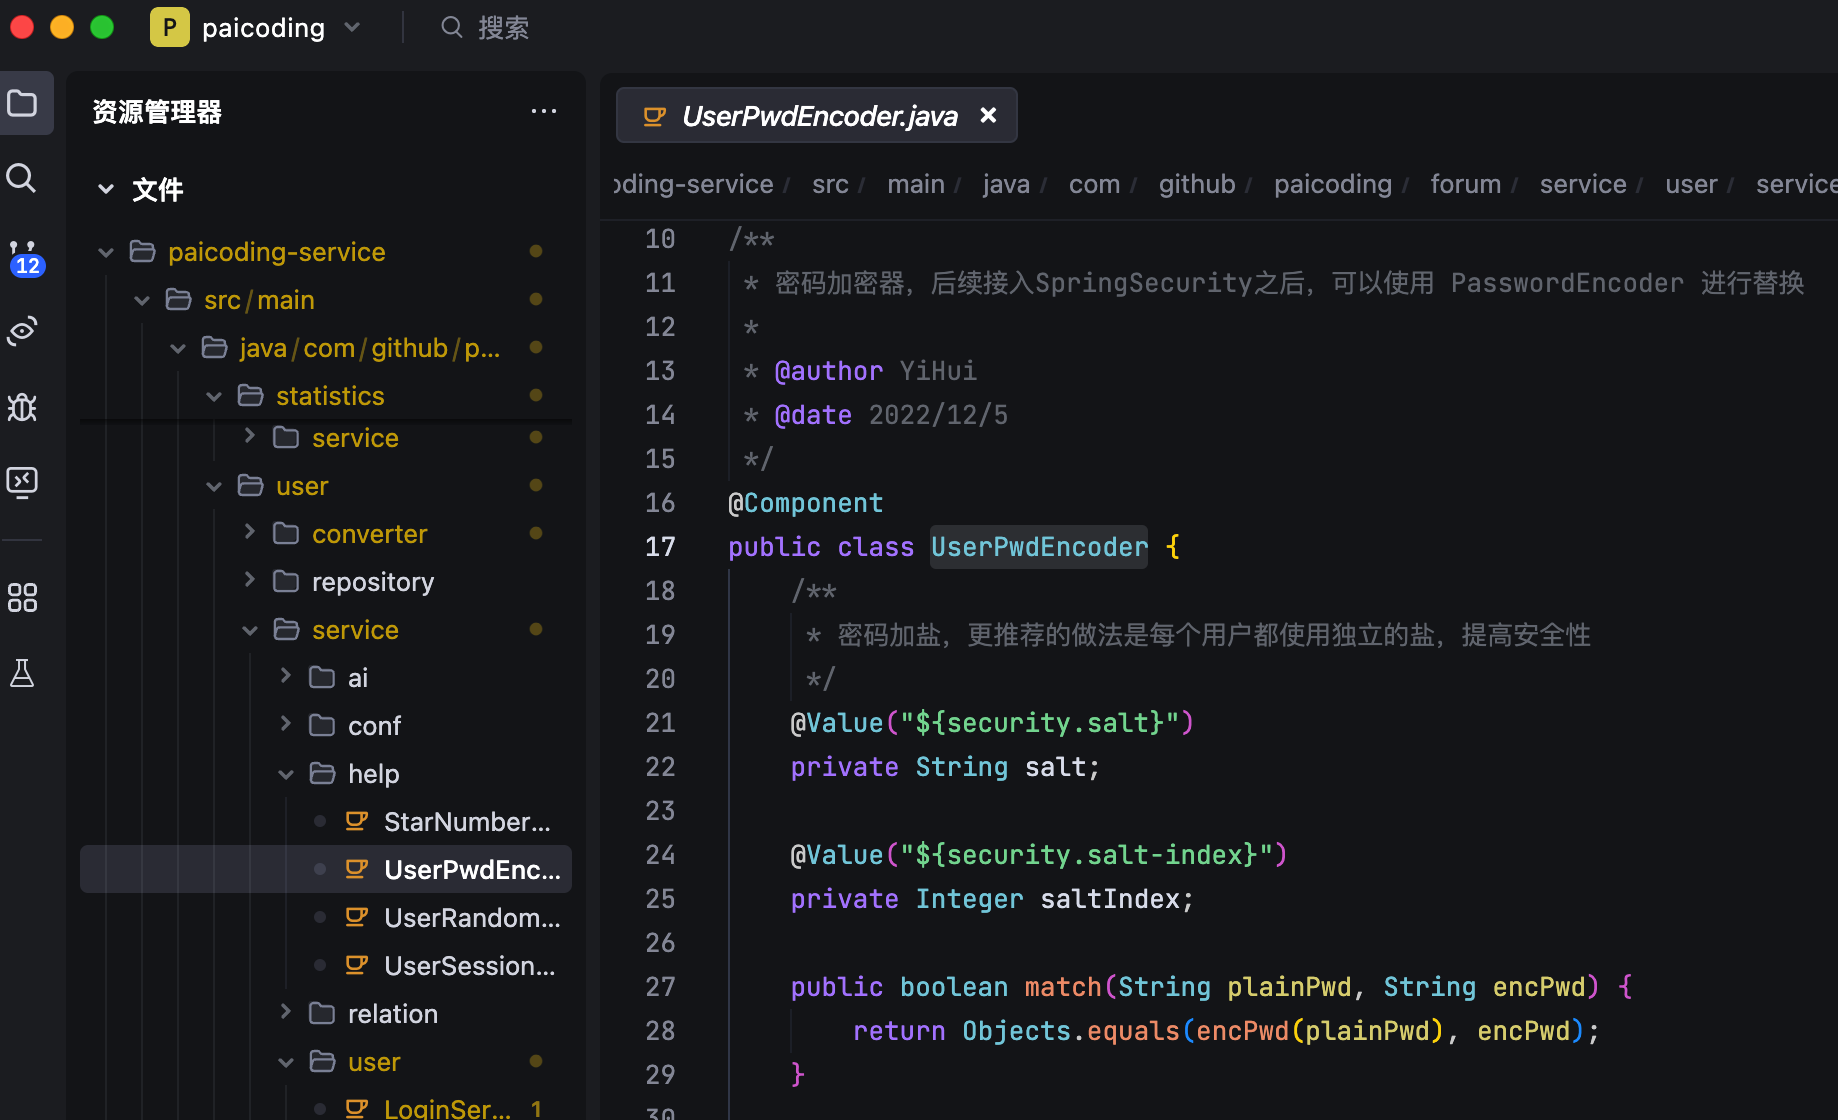 P paicoding 搜索
资源管理器 ...
文件
12
paicoding-service
src/main
java/com/github/p...
statistics
service
user
converter
repository
service
ai
conf
help
StarNumber...
UserPwdEnc...
UserRandom...
UserSession...
relation
user
LoginSer... 1
UserPwdEncoder.java
oding-service / src / main / java / com / github / paicoding / forum / service / user / service
10 /**
11 * 密码加密器，后续接入SpringSecurity之后，可以使用 PasswordEncoder 进行替换
12 *
13 * @author YiHui
14 * @date 2022/12/5
15 */
16 @Component
17 public class UserPwdEncoder {
18 /**
19 * 密码加盐，更推荐的做法是每个用户都使用独立的盐，提高安全性
20 */
21 @Value("${security.salt}")
22 private String salt;
23
24 @Value("${security.salt-index}")
25 private Integer saltIndex;
26
27 public boolean match(String plainPwd, String encPwd) {
28 return Objects.equals(encPwd(plainPwd), encPwd);
29 }
30